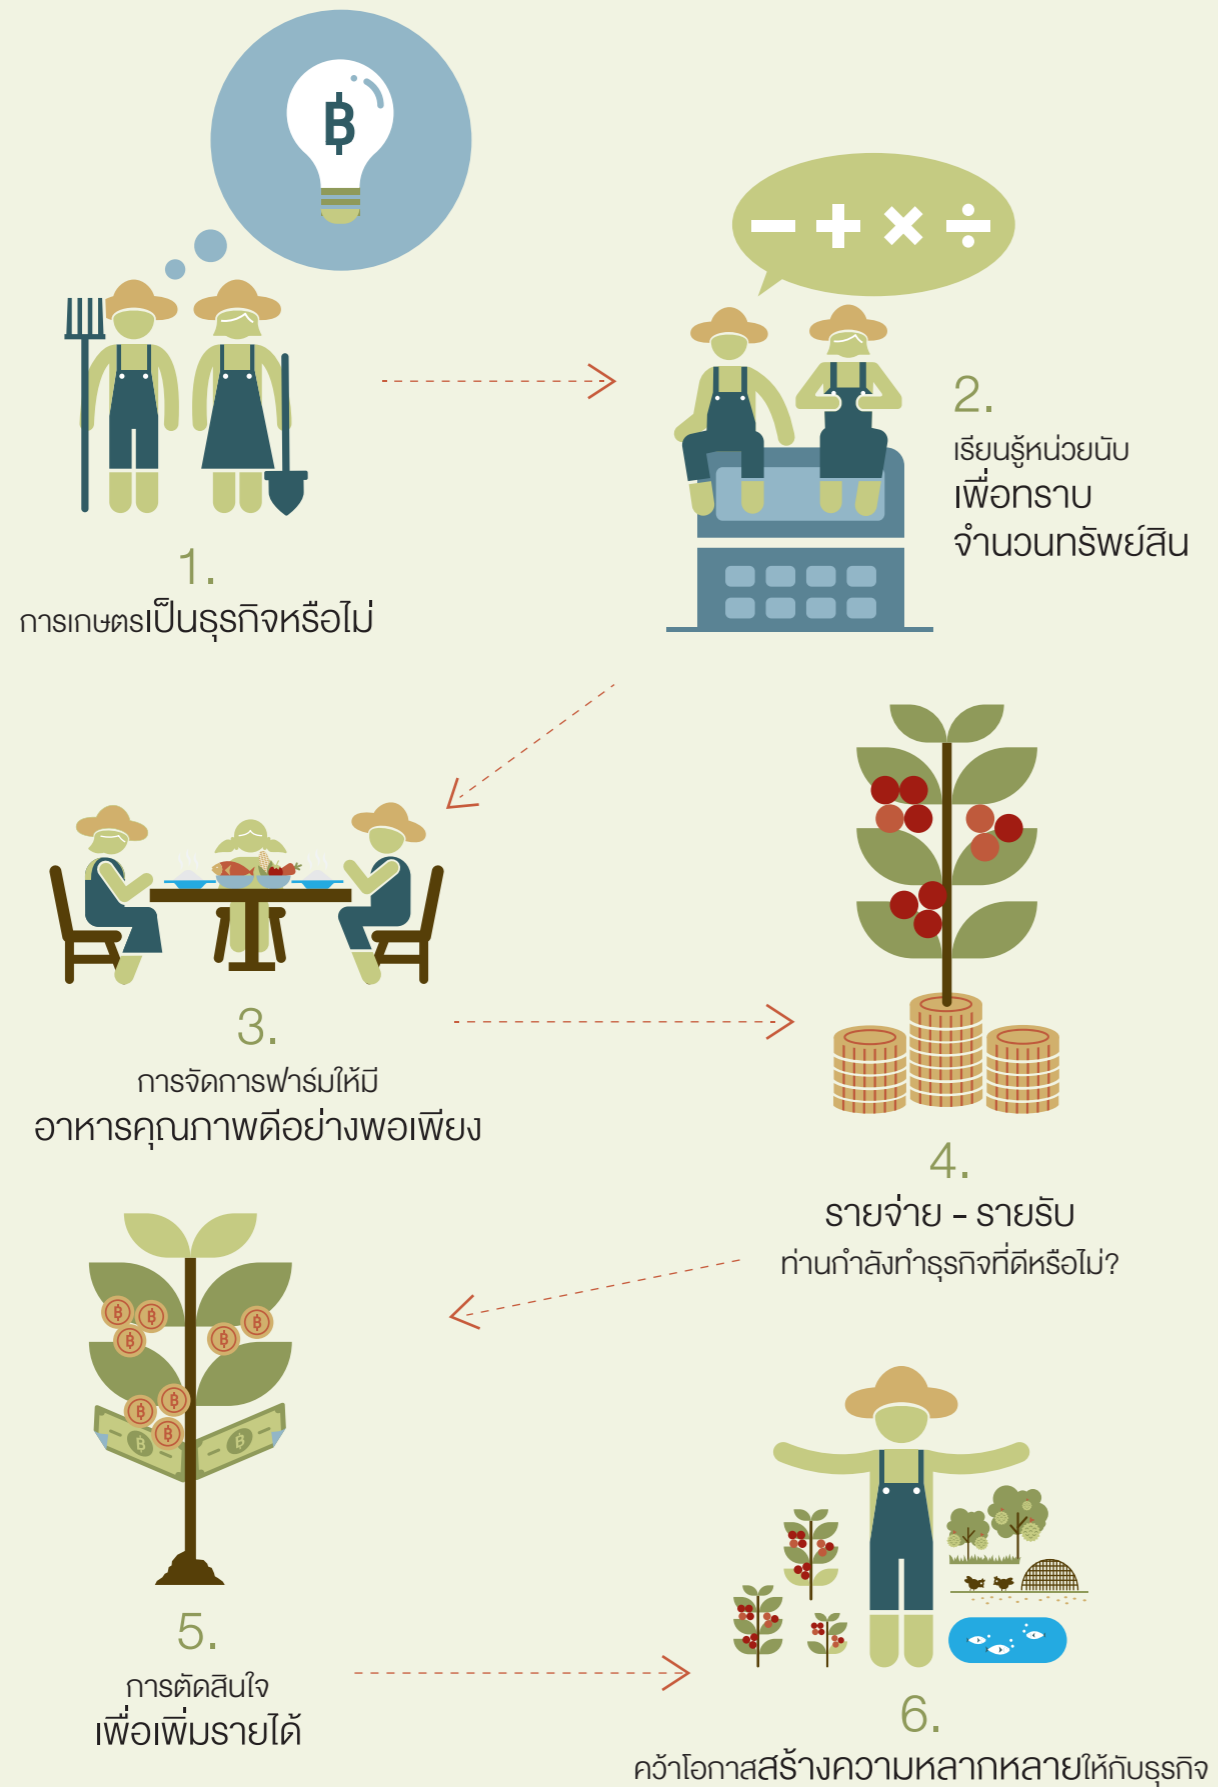 ฿
− + × ÷
1.
การเกษตรเป็นธุรกิจหรือไม่
2.
เรียนรู้หน่วยนับ
เพื่อทราบ
จำนวนทรัพย์สิน
3.
การจัดการฟาร์มให้มี
อาหารคุณภาพดีอย่างพอเพียง
4.
รายจ่าย - รายรับ
ท่านกำลังทำธุรกิจที่ดีหรือไม่?
฿ ฿ ฿
฿ ฿
฿ ฿ ฿
฿ ฿
5.
การตัดสินใจ
เพื่อเพิ่มรายได้
6.
คว้าโอกาสสร้างความหลากหลายให้กับธุรกิจ